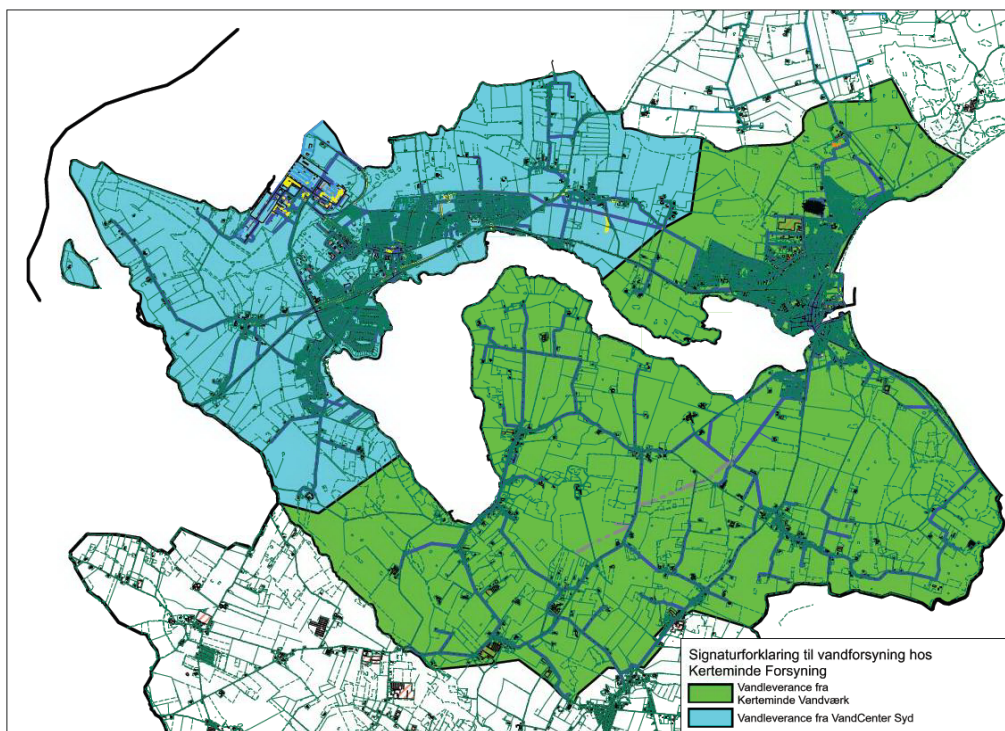 Signaturforklaring til vandforsyning hos
Kerteminde Forsyning
Vandleverance fra
Kerteminde Vandværk
Vandleverance fra VandCenter Syd